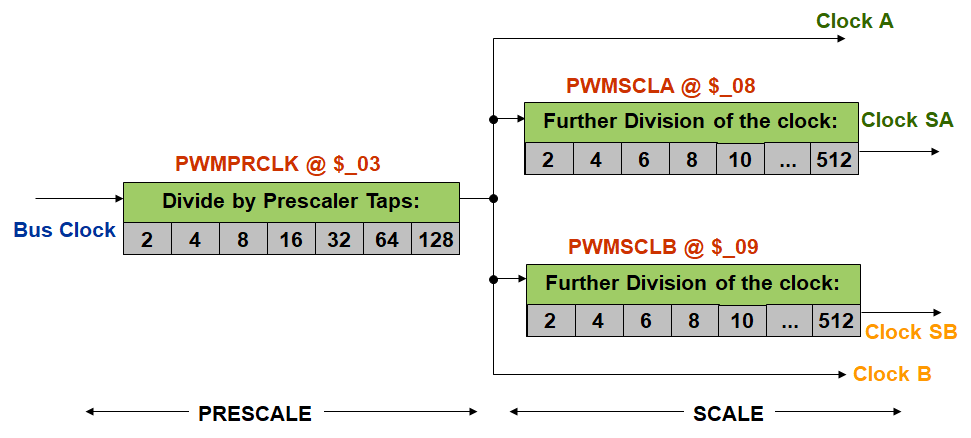 Clock A
PWMSCLA @ $_08
Further Division of the clock:
Clock SA
2 4 6 8 10 ... 512
PWMPRCLK @ $_03
Divide by Prescaler Taps:
Bus Clock
2 4 8 16 32 64 128
PWMSCLB @ $_09
Further Division of the clock:
2 4 6 8 10 ... 512
Clock SB
Clock B
PRESCALE
SCALE